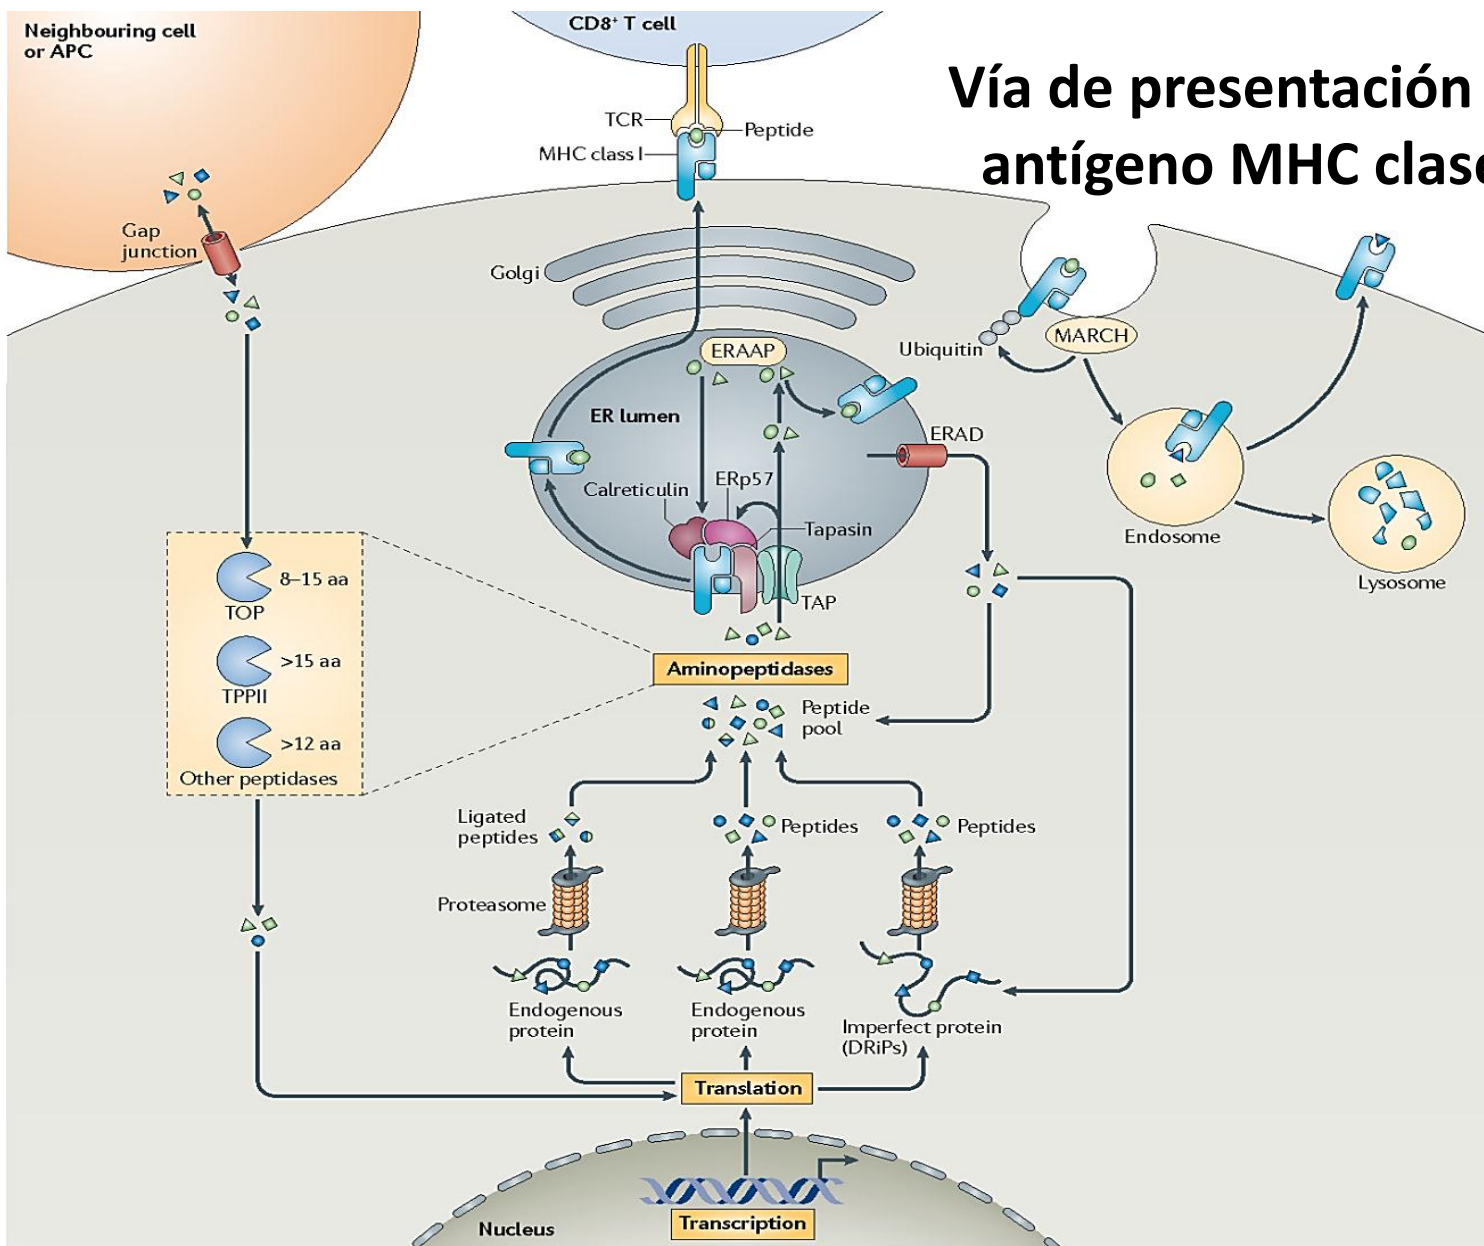 Neighbouring cell
or APC
CD8⁺ T cell
Vía de presentación
antígeno MHC clase
TCR
Peptide
MHC class I
Gap
junction
Golgi
ERAAP
Ubiquitin
MARCH
ER lumen
ERAD
Calreticulin
ERp57
Tapasin
Endosome
Lysosome
TAP
8–15 aa
TOP
>15 aa
TPPII
>12 aa
Other peptidases
Aminopeptidases
Peptide
pool
Ligated
peptides
Peptides
Peptides
Proteasome
Endogenous
protein
Endogenous
protein
Imperfect protein
(DRiPs)
Translation
Nucleus
Transcription